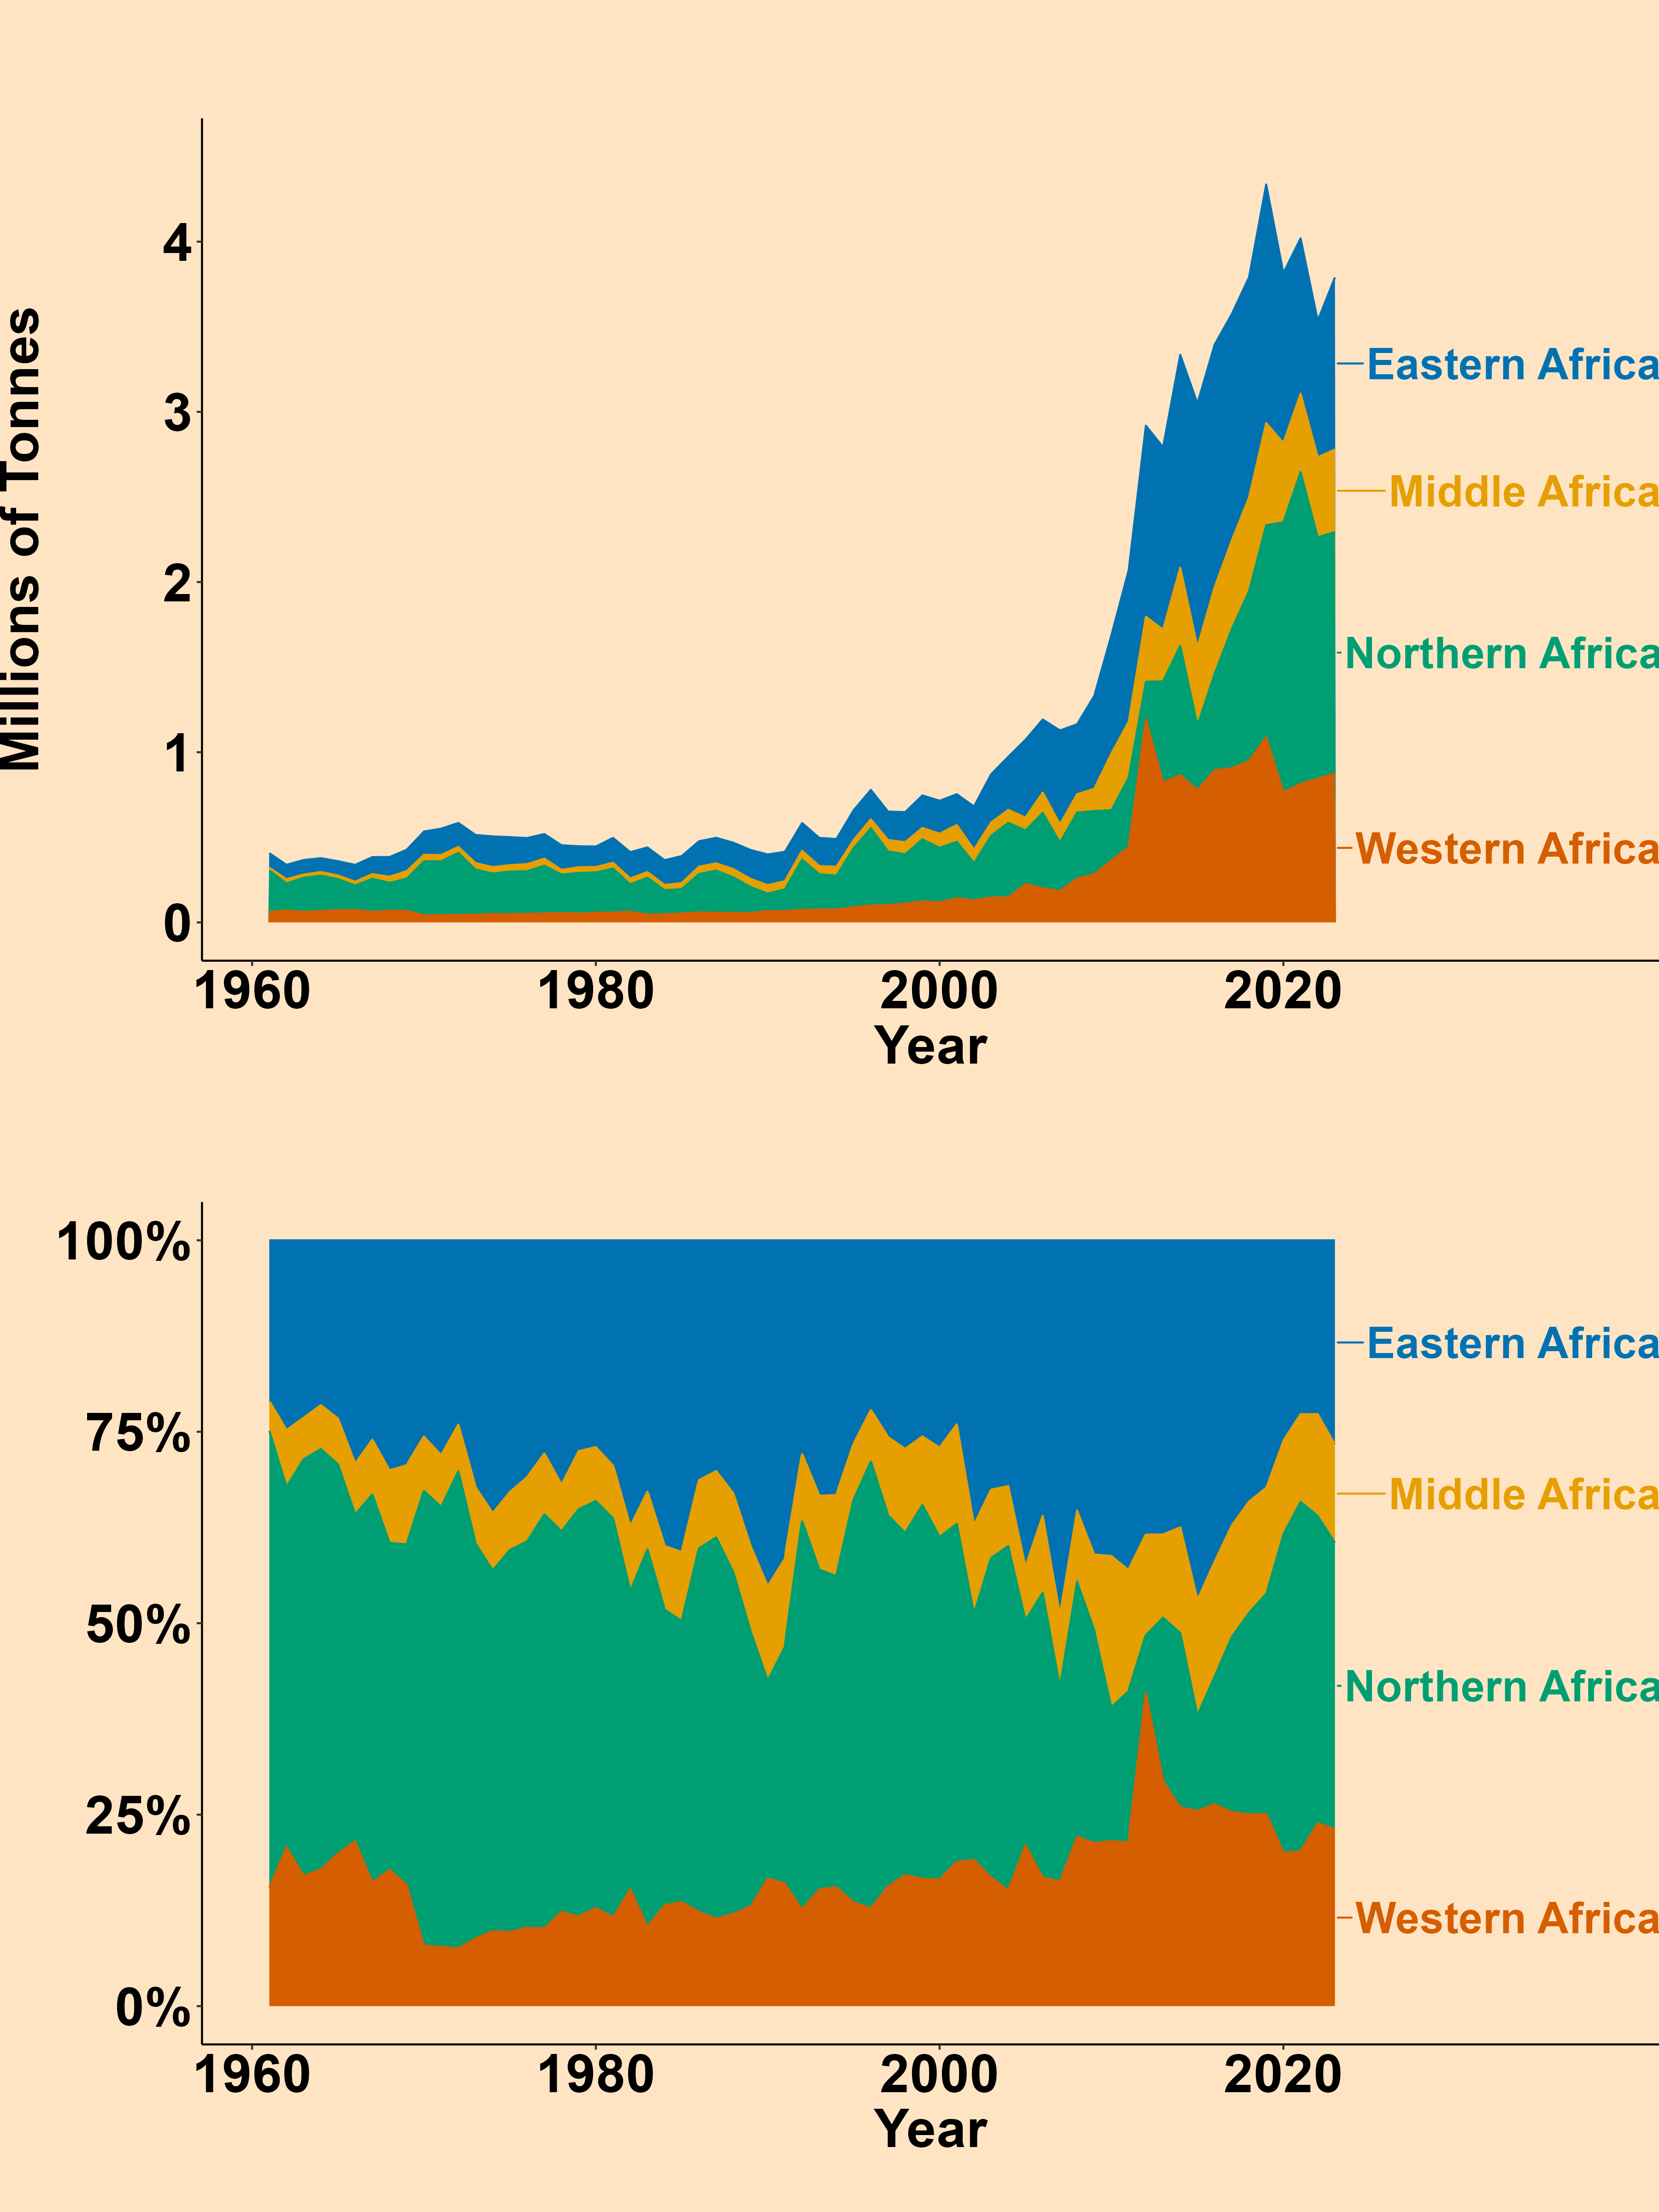 Millions of Tonnes
4
3
2
1
0
Eastern Africa
Middle Africa
Northern Africa
Western Africa
1960 1980 2000 2020
Year
100%
75%
50%
25%
0%
Eastern Africa
Middle Africa
Northern Africa
Western Africa
1960 1980 2000 2020
Year